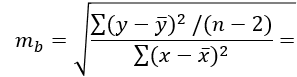 m_b = √(∑(y − ȳ)² /(n − 2) / ∑(x − x̄)²) =